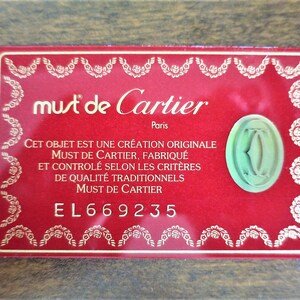 must de Cartier
Paris
CET OBJET EST UNE CRÉATION ORIGINALE
MUST DE CARTIER, FABRIQUÉ
ET CONTROLÉ SELON LES CRITÈRES
DE QUALITÉ TRADITIONNELS
MUST DE CARTIER
EL669235